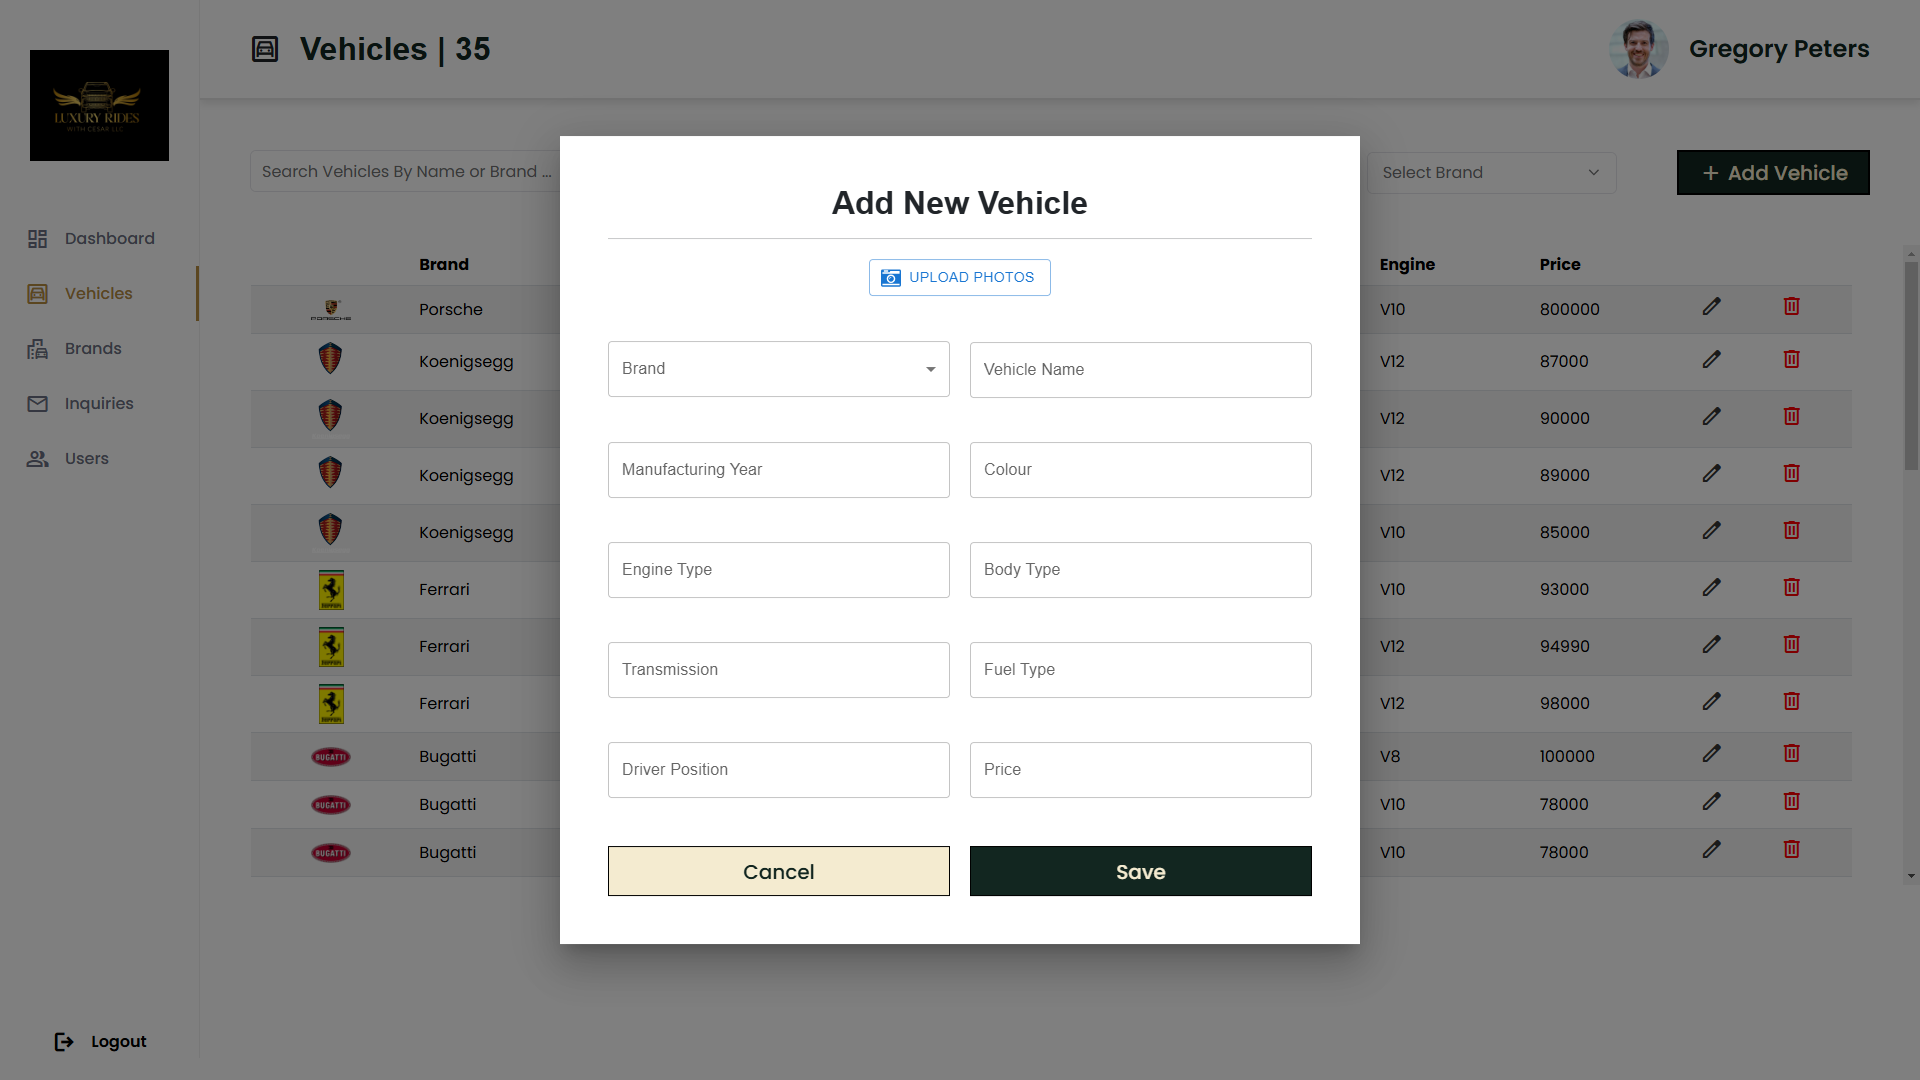 LUXURY RIDES
WITH CESAR LLC
Vehicles | 35
Gregory Peters
Search Vehicles By Name or Brand ...
Select Brand
+ Add Vehicle
Dashboard
Vehicles
Brands
Inquiries
Users
Logout
Brand
Engine
Price
PORSCHE
Porsche
V10
800000
Koenigsegg
V12
87000
Koenigsegg
V12
90000
Koenigsegg
V12
89000
Koenigsegg
V10
85000
Ferrari
V10
93000
Ferrari
V12
94990
Ferrari
V12
98000
BUGATTI
Bugatti
V8
100000
BUGATTI
Bugatti
V10
78000
BUGATTI
Bugatti
V10
78000
Add New Vehicle
UPLOAD PHOTOS
Brand
Vehicle Name
Manufacturing Year
Colour
Engine Type
Body Type
Transmission
Fuel Type
Driver Position
Price
Cancel
Save